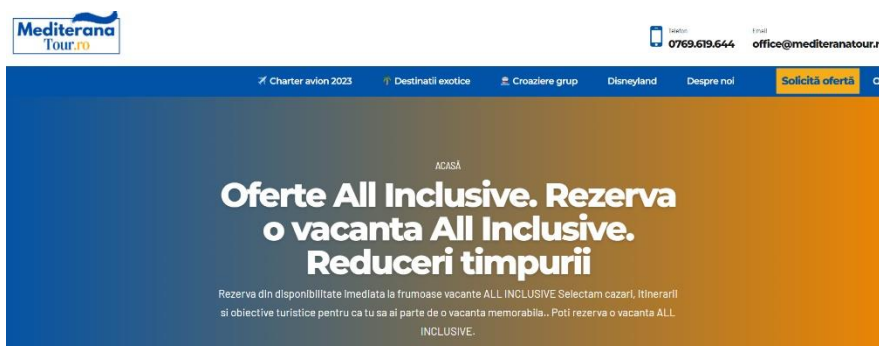 Mediterana
Tour.ro
Telefon
0769.619.644
Email
office@mediteranatour.r
Charter avion 2023
Destinatii exotice
Croaziere grup
Disneyland
Despre noi
Solicită ofertă
ACASĂ
Oferte All Inclusive. Rezerva
o vacanta All Inclusive.
Reduceri timpurii
Rezerva din disponibilitate imediata la frumoase vacante ALL INCLUSIVE Selectam cazari, itinerarii
si obiective turistice pentru ca tu sa ai parte de o vacanta memorabila.. Poti rezerva o vacanta ALL
INCLUSIVE.